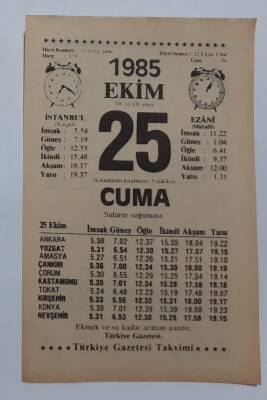 1985
EKİM
İSTANBUL
İmsak : 5.54
Güneş : 7.19
Öğle : 12.53
İkindi : 15.48
Akşam : 18.17
Yatsı : 19.37
25
EZÂNİ
İmsak : 11.22
Güneş : 1.04
Öğle : 6.41
İkindi : 9.37
Akşam : 12.00
Yatsı : 1.31
CUMA
Suların soğuması.
25 Ekim İmsak Güneş Öğle İkindi Akşam Yatsı
ANKARA 5.38 7.02 12.37 15.35 18.04 19.22
YOZGAT 5.31 6.54 12.30 15.27 17.57 19.15
AMASYA 5.27 6.51 12.26 15.21 17.51 19.10
ÇANKIRI 5.36 7.00 12.34 15.30 18.00 19.19
ÇORUM 5.30 6.55 12.29 15.25 17.54 19.14
KASTAMONU 5.35 7.01 12.34 15.28 17.58 19.18
TOKAT 5.24 6.48 12.23 15.19 17.48 19.07
KIRŞEHİR 5.33 6.56 12.32 15.31 18.00 19.17
KONYA 5.39 7.01 12.39 15.39 18.08 19.23
NEVŞEHİR 5.31 6.53 12.30 15.29 17.58 19.15
Ekmek ve su kadar aranan gazete,
Türkiye Gazetesi.
Türkiye Gazetesi Takvimi